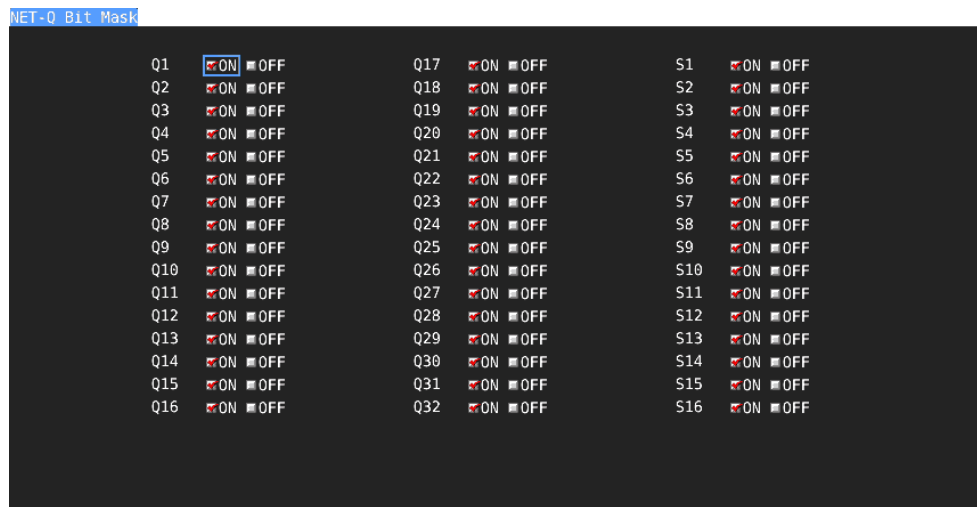 NET-Q Bit Mask
Q1 ON OFF Q17 ON OFF S1 ON OFF
Q2 ON OFF Q18 ON OFF S2 ON OFF
Q3 ON OFF Q19 ON OFF S3 ON OFF
Q4 ON OFF Q20 ON OFF S4 ON OFF
Q5 ON OFF Q21 ON OFF S5 ON OFF
Q6 ON OFF Q22 ON OFF S6 ON OFF
Q7 ON OFF Q23 ON OFF S7 ON OFF
Q8 ON OFF Q24 ON OFF S8 ON OFF
Q9 ON OFF Q25 ON OFF S9 ON OFF
Q10 ON OFF Q26 ON OFF S10 ON OFF
Q11 ON OFF Q27 ON OFF S11 ON OFF
Q12 ON OFF Q28 ON OFF S12 ON OFF
Q13 ON OFF Q29 ON OFF S13 ON OFF
Q14 ON OFF Q30 ON OFF S14 ON OFF
Q15 ON OFF Q31 ON OFF S15 ON OFF
Q16 ON OFF Q32 ON OFF S16 ON OFF